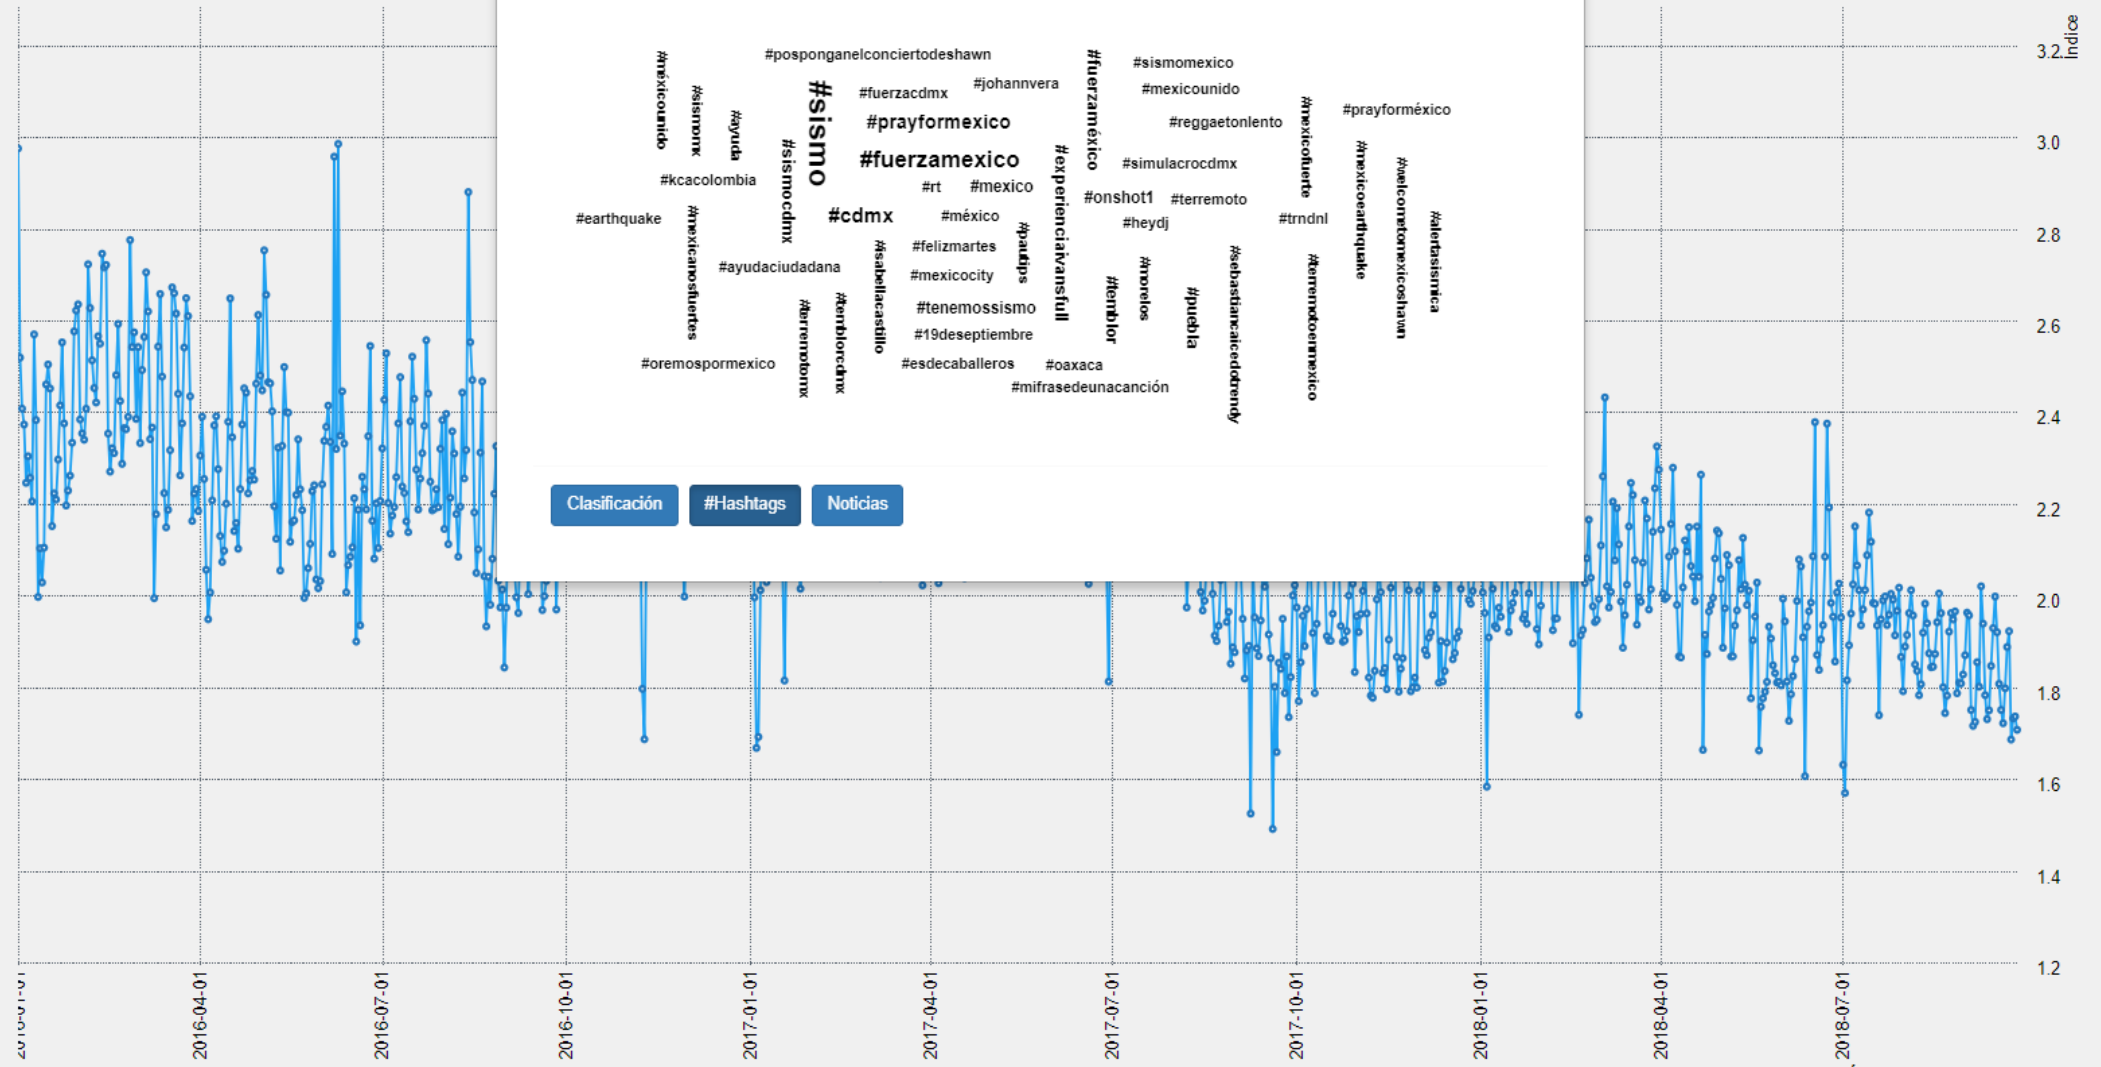 #posponganelconciertodeshawn
#méxicounido
#sismomx
#ayuda
#sismo
#sismocdmx
#fuerzacdmx
#johannvera
#prayformexico
#fuerzamexico
#rt
#mexico
#fuerzaméxico
#sismomexico
#mexicounido
#reggaetonlento
#prayforméxico
#mexicofuerte
#simulacrocdmx
#experienciaivansfull
#onshot1
#terremoto
#heydj
#trndnl
#mexicoearthquake
#welcometomexicoshawn
#alertasismica
#kcacolombia
#earthquake
#mexicanosfuertes
#cdmx
#méxico
#felizmartes
#pautips
#ayudaciudadana
#sabellacastillo
#mexicocity
#terremotomx
#temblorcdmx
#tenemossismo
#19deseptiembre
#temblor
#morelos
#puebla
#sebastiancaicedotrendy
#terremotoenmexico
#oremospormexico
#esdecaballeros
#oaxaca
#mifrasedeunacanción
Clasificación
#Hashtags
Noticias
Índice
3.2
3.0
2.8
2.6
2.4
2.2
2.0
1.8
1.6
1.4
1.2
2016-04-01
2016-07-01
2016-10-01
2017-01-01
2017-04-01
2017-07-01
2017-10-01
2018-01-01
2018-04-01
2018-07-01